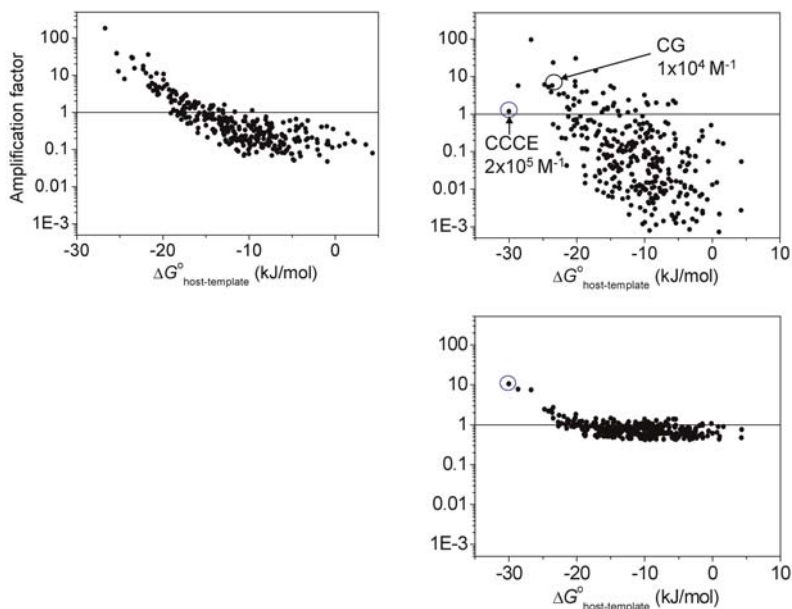 Amplification factor
100
10
1
0.1
0.01
1E-3
-30
-20
-10
0
ΔG°host-template (kJ/mol)
100
10
1
0.1
0.01
1E-3
CG
1x10⁴ M⁻¹
CCCE
2x10⁵ M⁻¹
-30
-20
-10
0
10
ΔG°host-template (kJ/mol)
100
10
1
0.1
0.01
1E-3
-30
-20
-10
0
10
ΔG°host-template (kJ/mol)